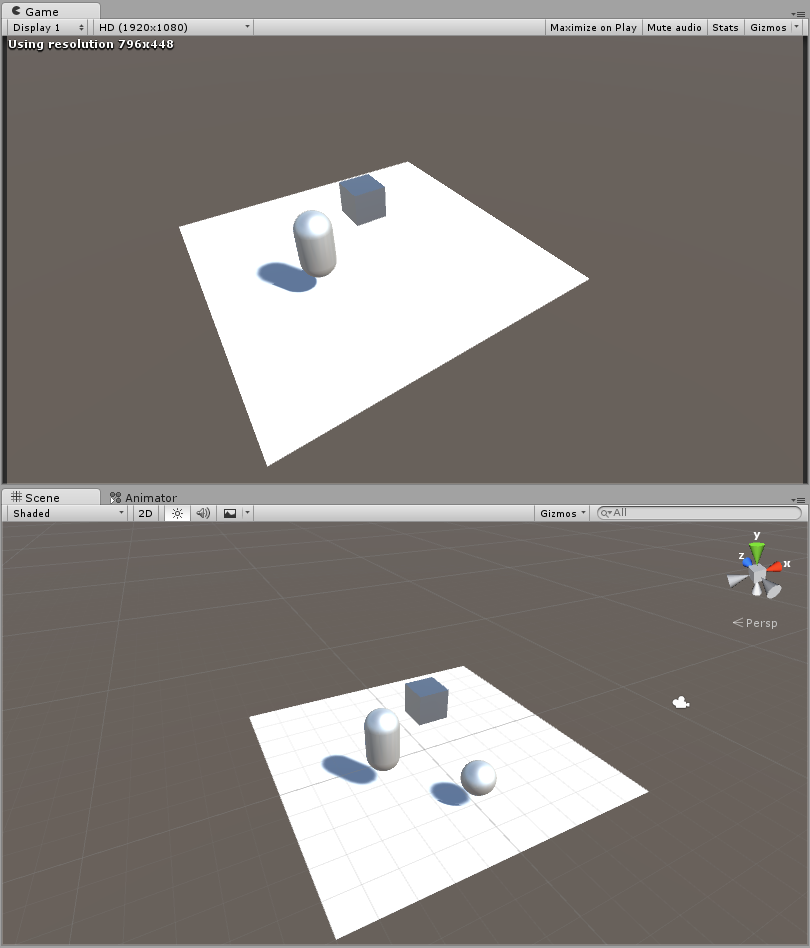 Game
Display 1 HD (1920x1080) Maximize on Play Mute audio Stats Gizmos
Using resolution 796x448
Scene Animator
Shaded 2D Gizmos All
y
z x
Persp